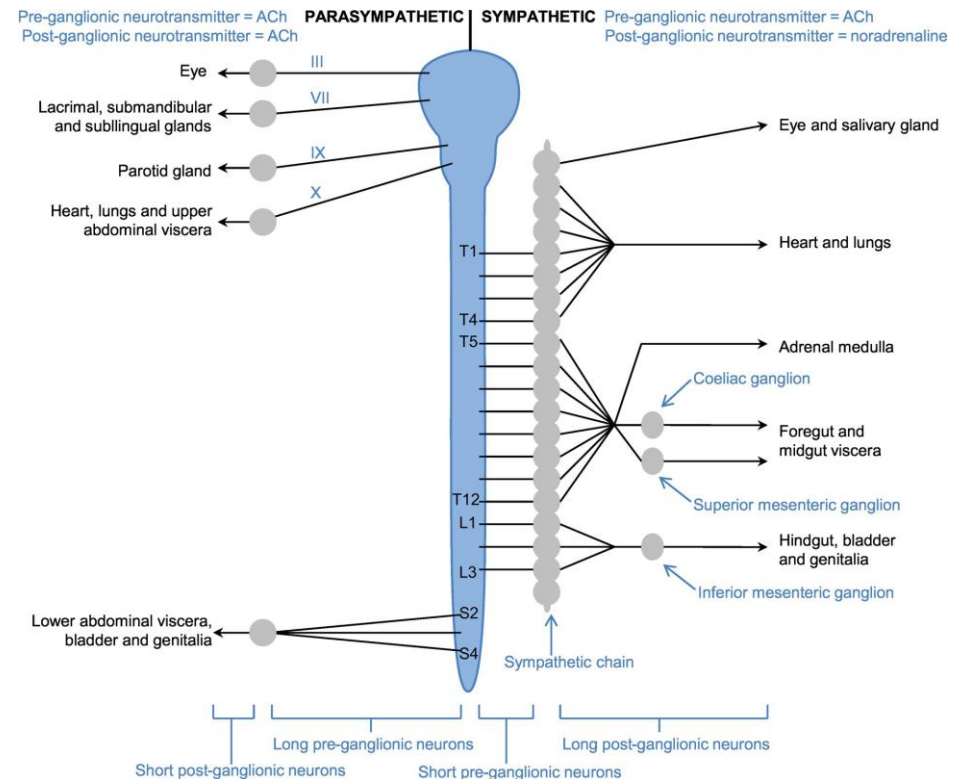 Pre-ganglionic neurotransmitter = ACh
Post-ganglionic neurotransmitter = ACh
PARASYMPATHETIC
SYMPATHETIC
Pre-ganglionic neurotransmitter = ACh
Post-ganglionic neurotransmitter = noradrenaline
Eye
III
Lacrimal, submandibular
and subllingual glands
VII
Parotid gland
IX
Heart, lungs and upper
abdominal viscera
X
Eye and salivary gland
Heart and lungs
T1
T4
T5
T12
L1
L3
S2
S4
Adrenal medulla
Coeliac ganglion
Foregut and
midgut viscera
Superior mesenteric ganglion
Hindgut, bladder
and genitalia
Inferior mesenteric ganglion
Lower abdominal viscera,
bladder and genitalia
Sympathetic chain
Long pre-ganglionic neurons
Long post-ganglionic neurons
Short post-ganglionic neurons
Short pre-ganglionic neurons